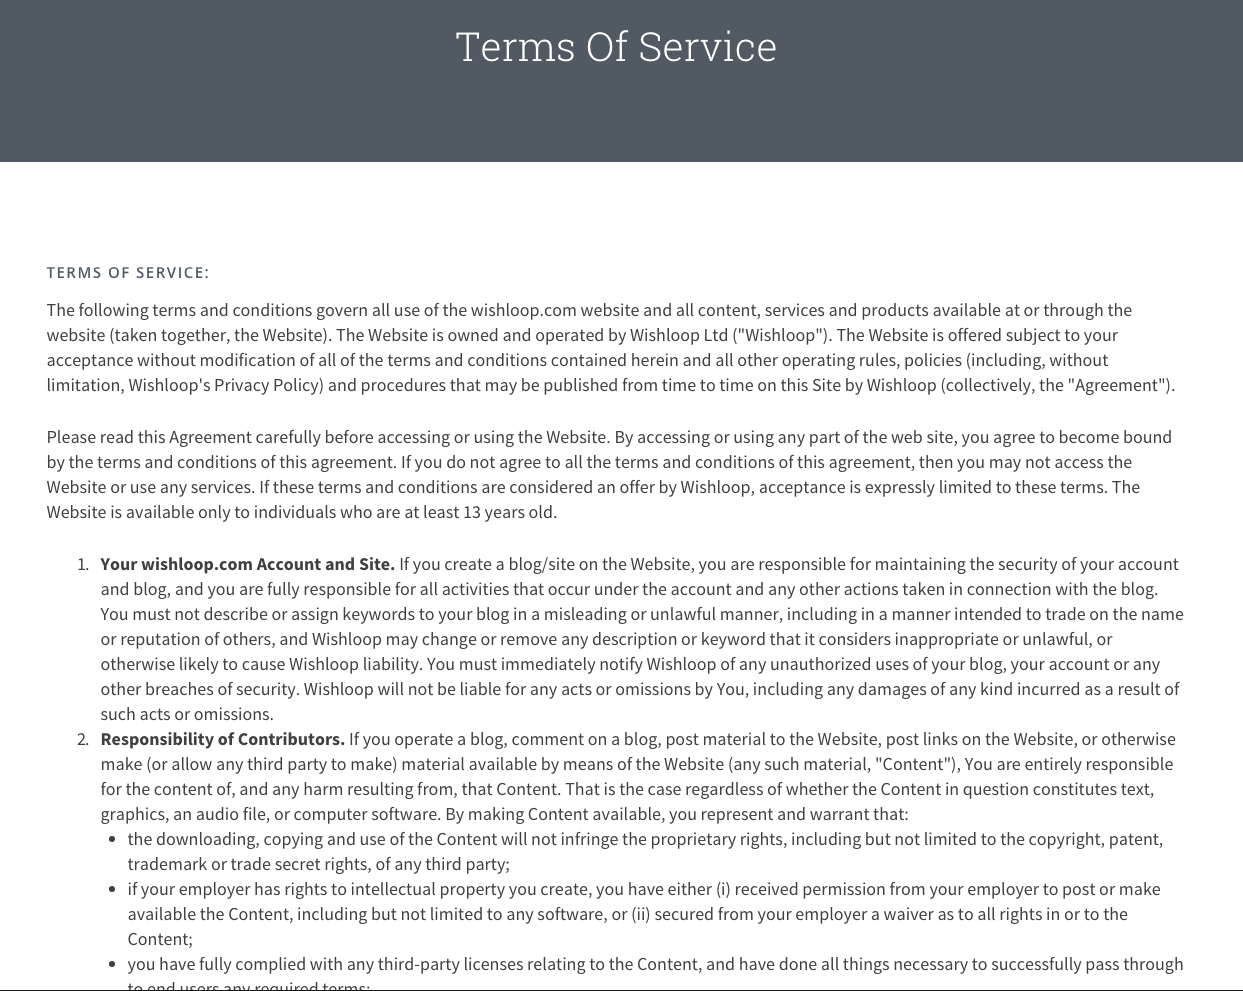 Terms Of Service
TERMS OF SERVICE:
The following terms and conditions govern all use of the wishloop.com website and all content, services and products available at or through the
website (taken together, the Website). The Website is owned and operated by Wishloop Ltd ("Wishloop"). The Website is offered subject to your
acceptance without modification of all of the terms and conditions contained herein and all other operating rules, policies (including, without
limitation, Wishloop's Privacy Policy) and procedures that may be published from time to time on this Site by Wishloop (collectively, the "Agreement").
Please read this Agreement carefully before accessing or using the Website. By accessing or using any part of the web site, you agree to become bound
by the terms and conditions of this agreement. If you do not agree to all the terms and conditions of this agreement, then you may not access the
Website or use any services. If these terms and conditions are considered an offer by Wishloop, acceptance is expressly limited to these terms. The
Website is available only to individuals who are at least 13 years old.
1. Your wishloop.com Account and Site. If you create a blog/site on the Website, you are responsible for maintaining the security of your account
and blog, and you are fully responsible for all activities that occur under the account and any other actions taken in connection with the blog.
You must not describe or assign keywords to your blog in a misleading or unlawful manner, including in a manner intended to trade on the name
or reputation of others, and Wishloop may change or remove any description or keyword that it considers inappropriate or unlawful, or
otherwise likely to cause Wishloop liability. You must immediately notify Wishloop of any unauthorized uses of your blog, your account or any
other breaches of security. Wishloop will not be liable for any acts or omissions by You, including any damages of any kind incurred as a result of
such acts or omissions.
2. Responsibility of Contributors. If you operate a blog, comment on a blog, post material to the Website, post links on the Website, or otherwise
make (or allow any third party to make) material available by means of the Website (any such material, "Content"), You are entirely responsible
for the content of, and any harm resulting from, that Content. That is the case regardless of whether the Content in question constitutes text,
graphics, an audio file, or computer software. By making Content available, you represent and warrant that:
• the downloading, copying and use of the Content will not infringe the proprietary rights, including but not limited to the copyright, patent,
trademark or trade secret rights, of any third party;
• if your employer has rights to intellectual property you create, you have either (i) received permission from your employer to post or make
available the Content, including but not limited to any software, or (ii) secured from your employer a waiver as to all rights in or to the
Content;
• you have fully complied with any third-party licenses relating to the Content, and have done all things necessary to successfully pass through
to end users any required terms;